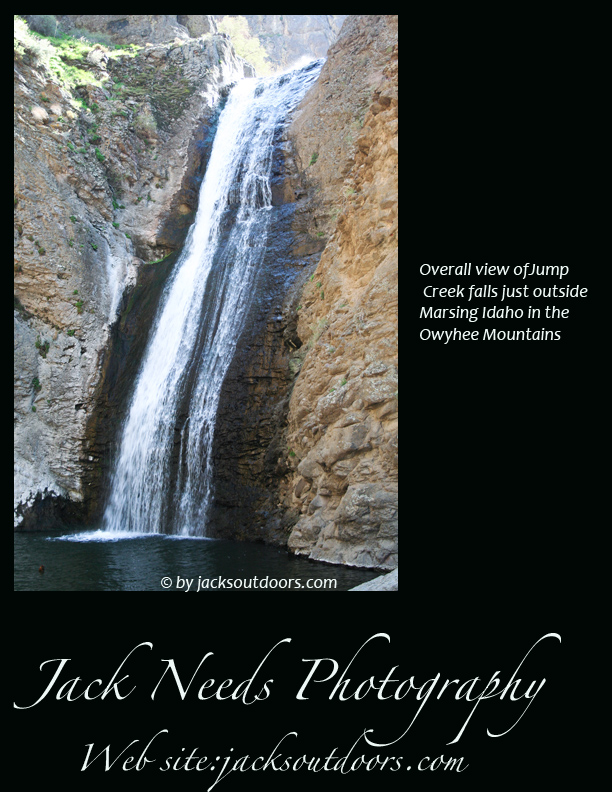 Overall view ofJump
Creek falls just outside
Marsing Idaho in the
Owyhee Mountains
© by jacksoutdoors.com
Jack Needs Photography
Web site:jacksoutdoors.com